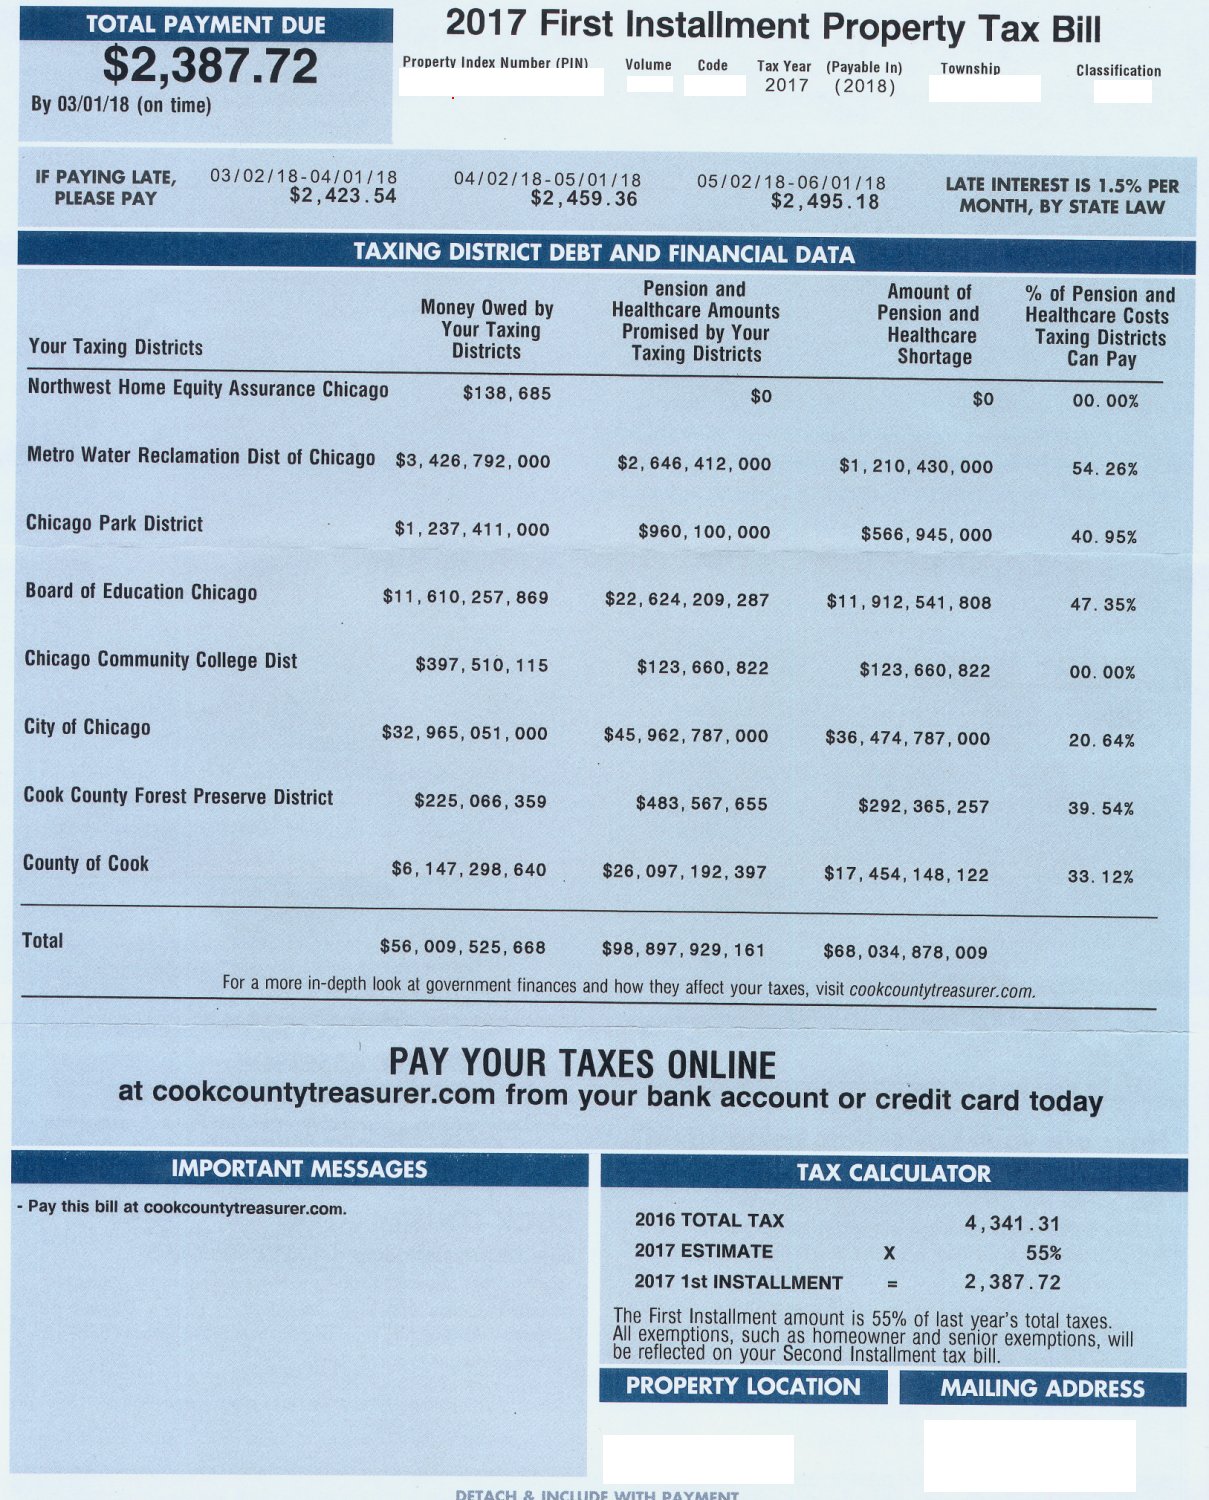 TOTAL PAYMENT DUE
$2,387.72
By 03/01/18 (on time)
2017 First Installment Property Tax Bill
Property Index Number (PIN) Volume Code Tax Year (Payable In) Township Classification
2017 (2018)
IF PAYING LATE, PLEASE PAY
03/02/18-04/01/18
$2,423.54
04/02/18-05/01/18
$2,459.36
05/02/18-06/01/18
$2,495.18
LATE INTEREST IS 1.5% PER
MONTH, BY STATE LAW
TAXING DISTRICT DEBT AND FINANCIAL DATA
Your Taxing Districts
Money Owed by
Your Taxing
Districts
Pension and
Healthcare Amounts
Promised by Your
Taxing Districts
Amount of
Pension and
Healthcare
Shortage
% of Pension and
Healthcare Costs
Taxing Districts
Can Pay
Northwest Home Equity Assurance Chicago $138,685 $0 $0 00.00%
Metro Water Reclamation Dist of Chicago $3,426,792,000 $2,646,412,000 $1,210,430,000 54.26%
Chicago Park District $1,237,411,000 $960,100,000 $566,945,000 40.95%
Board of Education Chicago $11,610,257,869 $22,624,209,287 $11,912,541,808 47.35%
Chicago Community College Dist $397,510,115 $123,660,822 $123,660,822 00.00%
City of Chicago $32,965,051,000 $45,962,787,000 $36,474,787,000 20.64%
Cook County Forest Preserve District $225,066,359 $483,567,655 $292,365,257 39.54%
County of Cook $6,147,298,640 $26,097,192,397 $17,454,148,122 33.12%
Total $56,009,525,668 $98,897,929,161 $68,034,878,009
For a more in-depth look at government finances and how they affect your taxes, visit cookcountytreasurer.com.
PAY YOUR TAXES ONLINE
at cookcountytreasurer.com from your bank account or credit card today
IMPORTANT MESSAGES
- Pay this bill at cookcountytreasurer.com.
TAX CALCULATOR
2016 TOTAL TAX 4,341.31
2017 ESTIMATE X 55%
2017 1st INSTALLMENT = 2,387.72
The First Installment amount is 55% of last year's total taxes.
All exemptions, such as homeowner and senior exemptions, will
be reflected on your Second Installment tax bill.
PROPERTY LOCATION
MAILING ADDRESS
DETACH & INCLUDE WITH PAYMENT